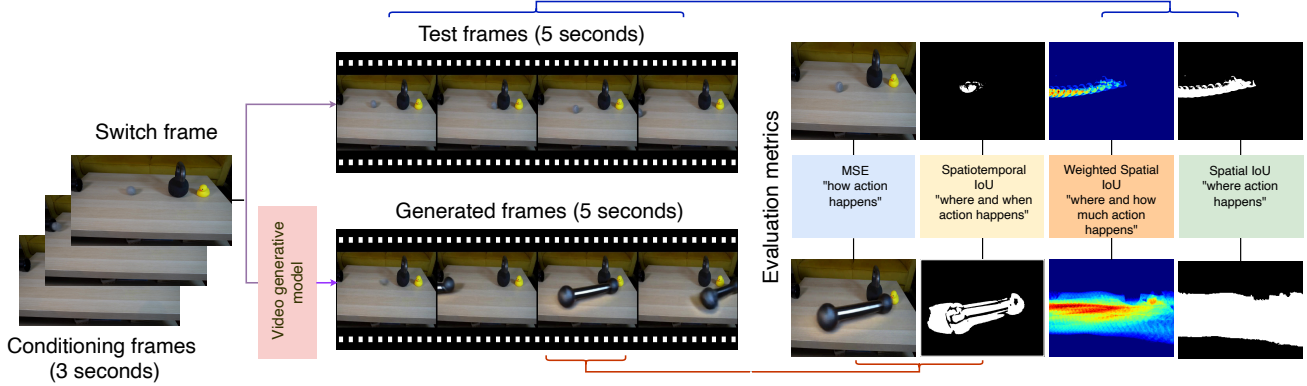 Test frames (5 seconds)
Switch frame
Conditioning frames
(3 seconds)
Video generative
model
Generated frames (5 seconds)
Evaluation metrics
MSE
"how action
happens"
Spatiotemporal
IoU
"where and when
action happens"
Weighted Spatial
IoU
"where and how
much action
happens"
Spatial IoU
"where action
happens"